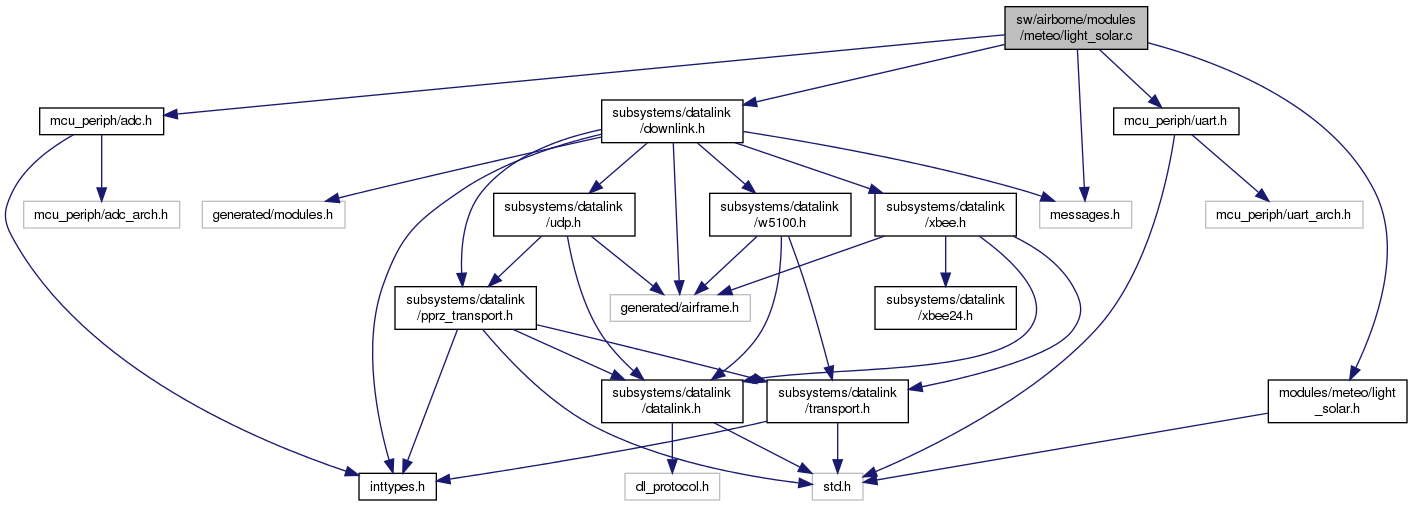 sw/airborne/modules
/meteo/light_solar.c
mcu_periph/adc.h
subsystems/datalink
/downlink.h
mcu_periph/uart.h
mcu_periph/adc_arch.h
generated/modules.h
subsystems/datalink
/udp.h
subsystems/datalink
/w5100.h
subsystems/datalink
/xbee.h
messages.h
mcu_periph/uart_arch.h
subsystems/datalink
/pprz_transport.h
generated/airframe.h
subsystems/datalink
/xbee24.h
subsystems/datalink
/datalink.h
subsystems/datalink
/transport.h
modules/meteo/light
_solar.h
inttypes.h
dl_protocol.h
std.h